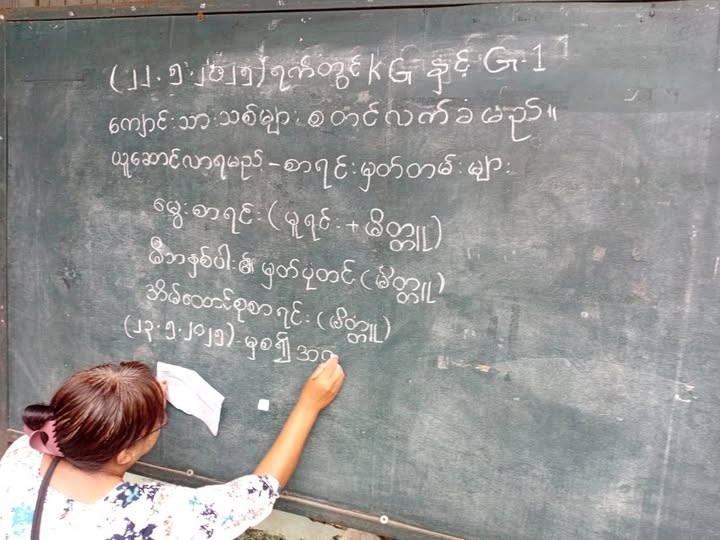 (၂၂.၅.၂၀၂၅)ရက်တွင် KG နှင့် G-1
ကျောင်းသားသစ်များ စတင်လက်ခံမည်။
ယူဆောင်လာရမည့် - စာရင်းမှတ်တမ်းများ
မွေးစာရင်း (မူရင်း + မိတ္တူ)
မိဘနှစ်ပါး၏ မှတ်ပုံတင် (မိတ္တူ)
အိမ်ထောင်စုစာရင်း (မိတ္တူ)
(၂၃.၅.၂၀၂၅) မှစ၍